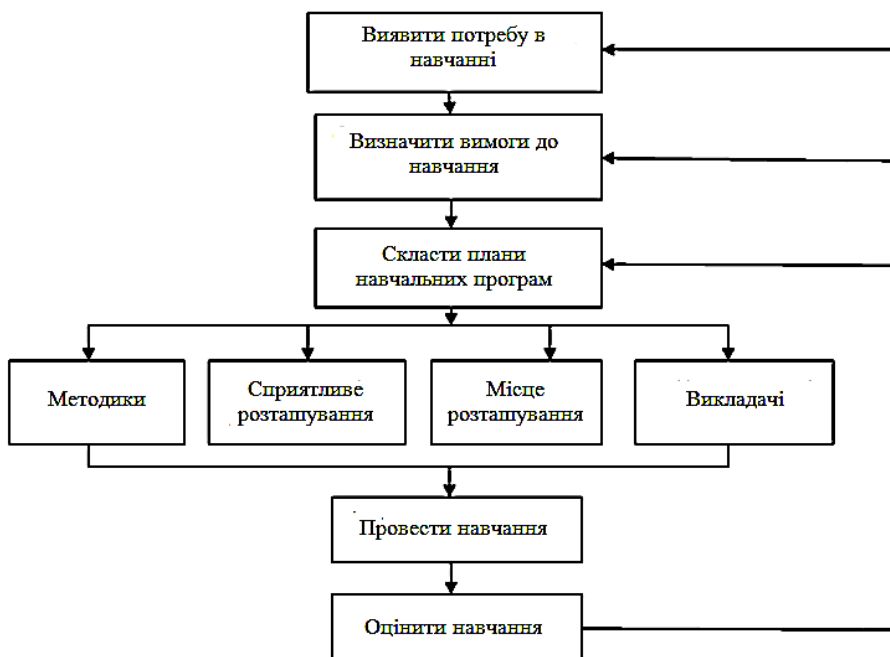 Виявити потребу в
навчанні
Визначити вимоги до
навчання
Скласти плани
навчальних програм
Методики
Сприятливе
розташування
Місце
розташування
Викладачі
Провести навчання
Оцінити навчання